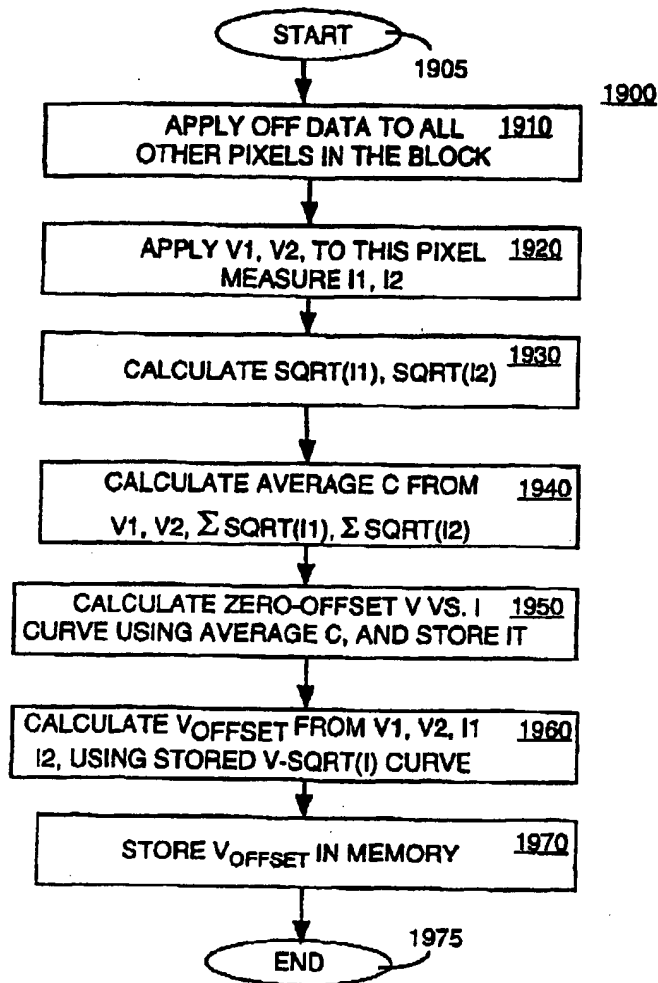 START
1905
1900
APPLY OFF DATA TO ALL 1910
OTHER PIXELS IN THE BLOCK
APPLY V1, V2, TO THIS PIXEL 1920
MEASURE I1, I2
CALCULATE SQRT(I1), SQRT(I2) 1930
CALCULATE AVERAGE C FROM 1940
V1, V2, Σ SQRT(I1), Σ SQRT(I2)
CALCULATE ZERO-OFFSET V VS. I 1950
CURVE USING AVERAGE C, AND STORE IT
CALCULATE VOFFSET FROM V1, V2, I1 1960
I2, USING STORED V-SQRT(I) CURVE
STORE VOFFSET IN MEMORY 1970
1975
END